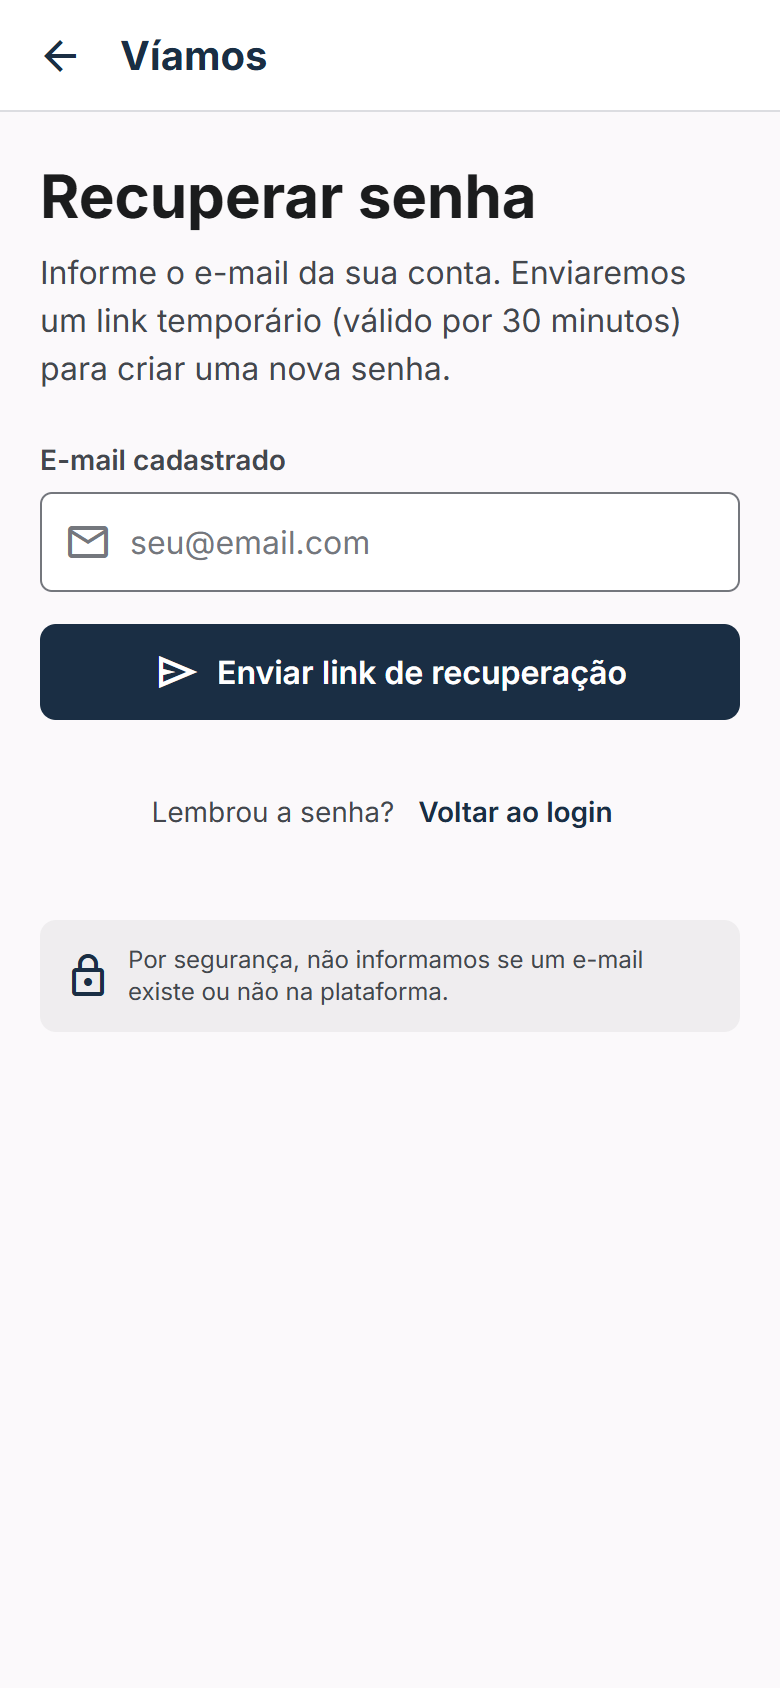 Víamos
Recuperar senha
Informe o e-mail da sua conta. Enviaremos
um link temporário (válido por 30 minutos)
para criar uma nova senha.
E-mail cadastrado
seu@email.com
Enviar link de recuperação
Lembrou a senha? Voltar ao login
Por segurança, não informamos se um e-mail
existe ou não na plataforma.